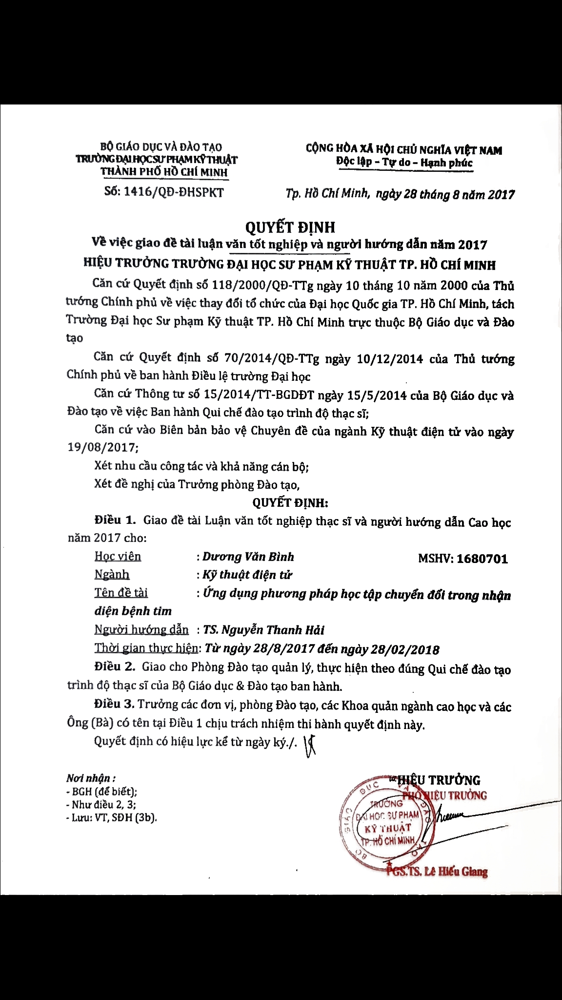 BỘ GIÁO DỤC VÀ ĐÀO TẠO
TRƯỜNG ĐẠI HỌC SƯ PHẠM KỸ THUẬT
THÀNH PHỐ HỒ CHÍ MINH
Số: 1416/QĐ-ĐHSPKT
CỘNG HÒA XÃ HỘI CHỦ NGHĨA VIỆT NAM
Độc lập – Tự do – Hạnh phúc
Tp. Hồ Chí Minh, ngày 28 tháng 8 năm 2017
QUYẾT ĐỊNH
Về việc giao đề tài luận văn tốt nghiệp và người hướng dẫn năm 2017
HIỆU TRƯỞNG TRƯỜNG ĐẠI HỌC SƯ PHẠM KỸ THUẬT TP. HỒ CHÍ MINH
Căn cứ Quyết định số 118/2000/QĐ-TTg ngày 10 tháng 10 năm 2000 của Thủ
tướng Chính phủ về việc thay đổi tổ chức của Đại học Quốc gia TP. Hồ Chí Minh, tách
Trường Đại học Sư phạm Kỹ thuật TP. Hồ Chí Minh trực thuộc Bộ Giáo dục và Đào
tạo
Căn cứ Quyết định số 70/2014/QĐ-TTg ngày 10/12/2014 của Thủ tướng
Chính phủ về ban hành Điều lệ trường Đại học
Căn cứ Thông tư số 15/2014/TT-BGDĐT ngày 15/5/2014 của Bộ Giáo dục và
Đào tạo về việc Ban hành Qui chế đào tạo trình độ thạc sĩ;
Căn cứ vào Biên bản bảo vệ Chuyên đề của ngành Kỹ thuật điện tử vào ngày
19/08/2017;
Xét nhu cầu công tác và khả năng cán bộ;
Xét đề nghị của Trưởng phòng Đào tạo,
QUYẾT ĐỊNH:
Điều 1. Giao đề tài Luận văn tốt nghiệp thạc sĩ và người hướng dẫn Cao học
năm 2017 cho:
Học viên : Dương Văn Bình MSHV: 1680701
Ngành : Kỹ thuật điện tử
Tên đề tài : Ứng dụng phương pháp học tập chuyển đổi trong nhận
diện bệnh tim
Người hướng dẫn : TS. Nguyễn Thanh Hải
Thời gian thực hiện: Từ ngày 28/8/2017 đến ngày 28/02/2018
Điều 2. Giao cho Phòng Đào tạo quản lý, thực hiện theo đúng Qui chế đào tạo
trình độ thạc sĩ của Bộ Giáo dục & Đào tạo ban hành.
Điều 3. Trưởng các đơn vị, phòng Đào tạo, các Khoa quản ngành cao học và các
Ông (Bà) có tên tại Điều 1 chịu trách nhiệm thi hành quyết định này.
Quyết định có hiệu lực kể từ ngày ký./.
Nơi nhận :
- BGH (để biết);
- Như điều 2, 3;
- Lưu: VT, SĐH (3b).
HIỆU TRƯỞNG
PHÓ HIỆU TRƯỞNG
BỘ GIÁO DỤC VÀ ĐÀO TẠO
TRƯỜNG
ĐẠI HỌC SƯ PHẠM
KỸ THUẬT
TP. HỒ CHÍ MINH
PGS.TS. Lê Hiếu Giang